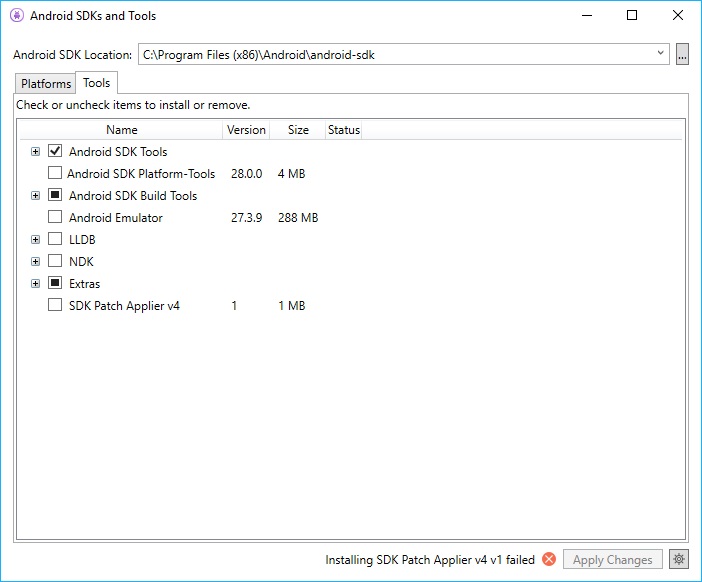 Android SDKs and Tools
Android SDK Location: C:\Program Files (x86)\Android\android-sdk ...
Platforms Tools
Check or uncheck items to install or remove.
Name Version Size Status
Android SDK Tools
Android SDK Platform-Tools 28.0.0 4 MB
Android SDK Build Tools
Android Emulator 27.3.9 288 MB
LLDB
NDK
Extras
SDK Patch Applier v4 1 1 MB
Installing SDK Patch Applier v4 v1 failed Apply Changes